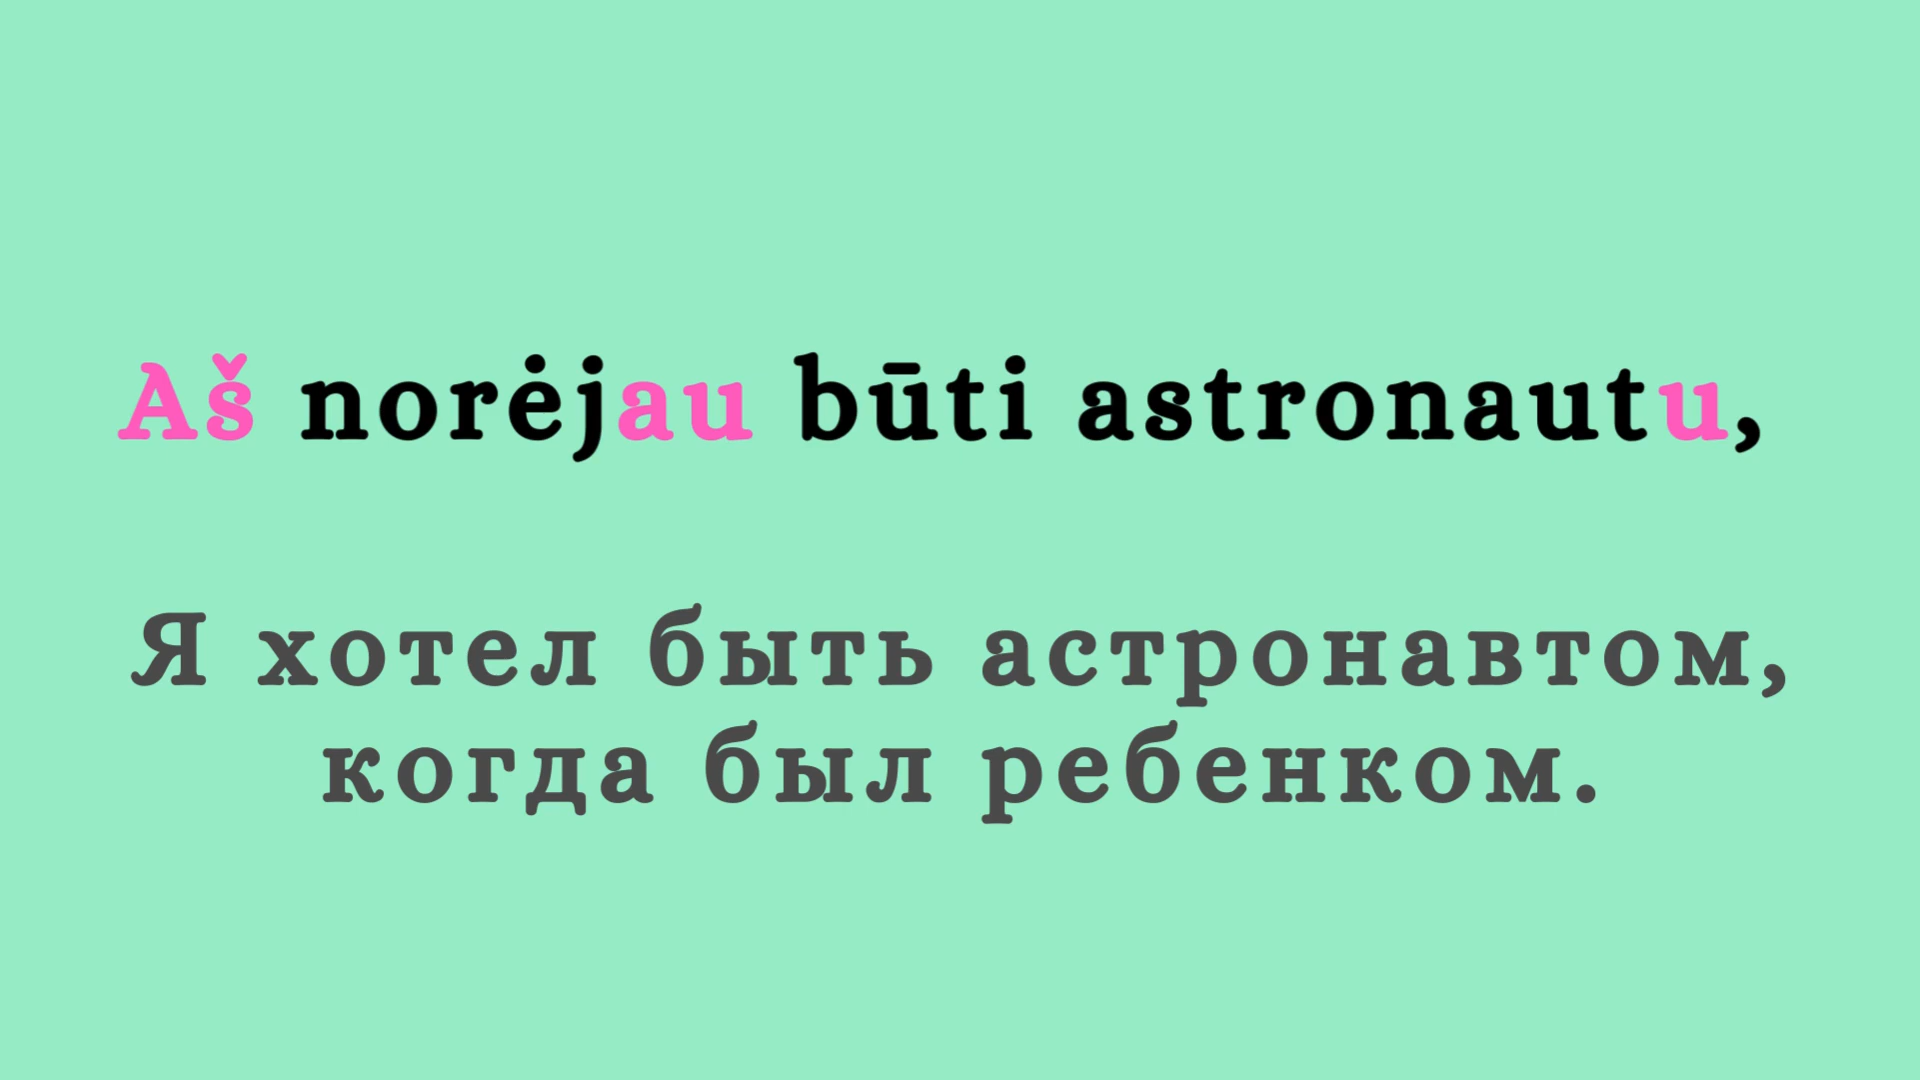 Aš norėjau būti astronautu,
Я хотел быть астронавтом,
когда был ребенком.